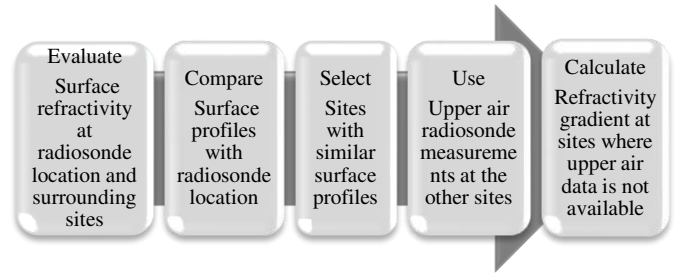 Evaluate
Surface
refractivity
at
radiosonde
location and
surrounding
sites
Compare
Surface
profiles
with
radiosonde
location
Select
Sites
with
similar
surface
profiles
Use
Upper air
radiosonde
measureme
nts at the
other sites
Calculate
Refractivity
gradient at
sites where
upper air
data is not
available